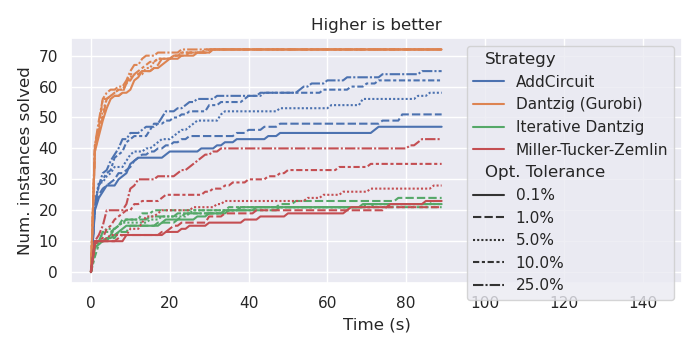 Higher is better
Num. instances solved
70
60
50
40
30
20
10
0
0 20 40 60 80 100 120 140
Time (s)
Strategy
AddCircuit
Dantzig (Gurobi)
Iterative Dantzig
Miller-Tucker-Zemlin
Opt. Tolerance
0.1%
1.0%
5.0%
10.0%
25.0%